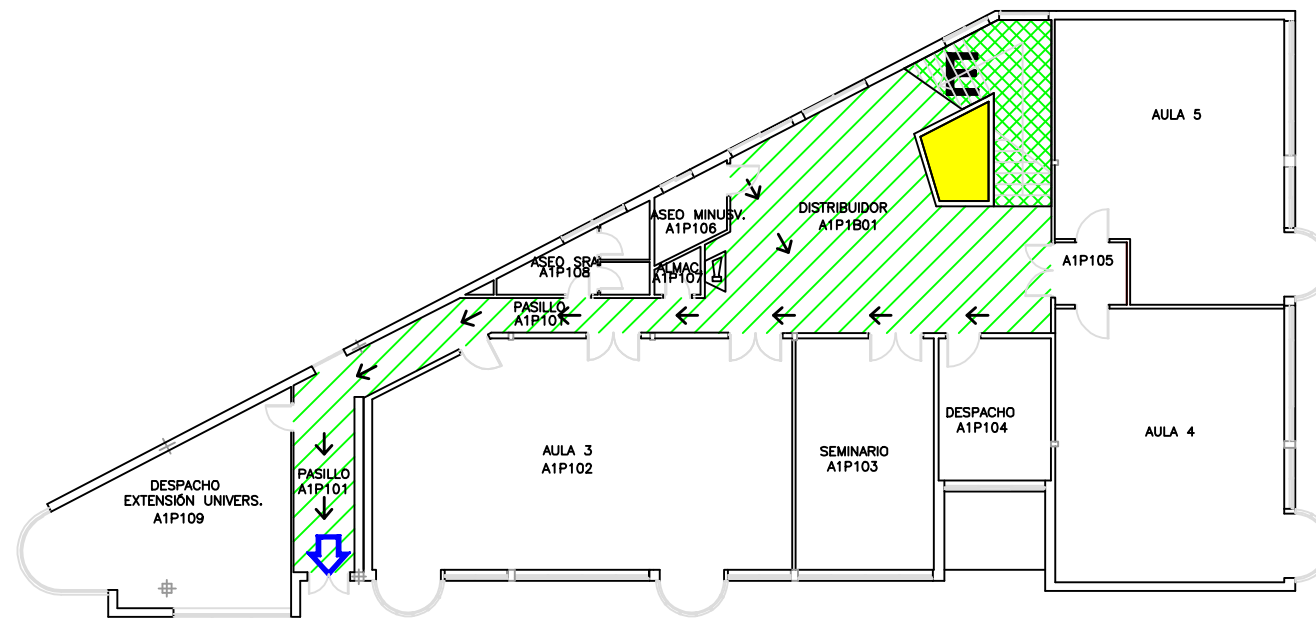 E
AULA 5
ASEO MINUSV.
A1P106
DISTRIBUIDOR
A1P1B01
ASEO SRA.
A1P108
ALMAC.
A1P107
A1P105
PASILLO
A1P101
DESPACHO
A1P104
AULA 4
AULA 3
A1P102
SEMINARIO
A1P103
PASILLO
A1P101
DESPACHO
EXTENSIÓN UNIVERS.
A1P109